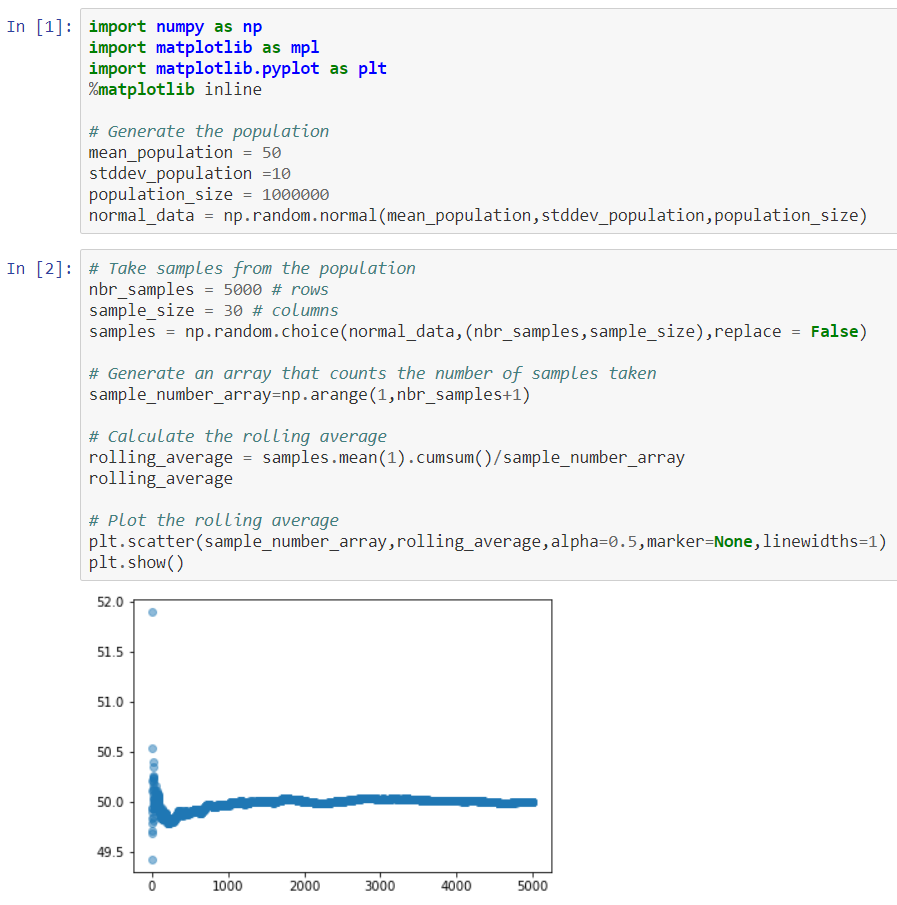 In [1]: import numpy as np
import matplotlib as mpl
import matplotlib.pyplot as plt
%matplotlib inline
# Generate the population
mean_population = 50
stddev_population =10
population_size = 1000000
normal_data = np.random.normal(mean_population,stddev_population,population_size)
In [2]: # Take samples from the population
nbr_samples = 5000 # rows
sample_size = 30 # columns
samples = np.random.choice(normal_data,(nbr_samples,sample_size),replace = False)
# Generate an array that counts the number of samples taken
sample_number_array=np.arange(1,nbr_samples+1)
# Calculate the rolling average
rolling_average = samples.mean(1).cumsum()/sample_number_array
rolling_average
# Plot the rolling average
plt.scatter(sample_number_array,rolling_average,alpha=0.5,marker=None,linewidths=1)
plt.show()
52.0
51.5
51.0
50.5
50.0
49.5
0 1000 2000 3000 4000 5000